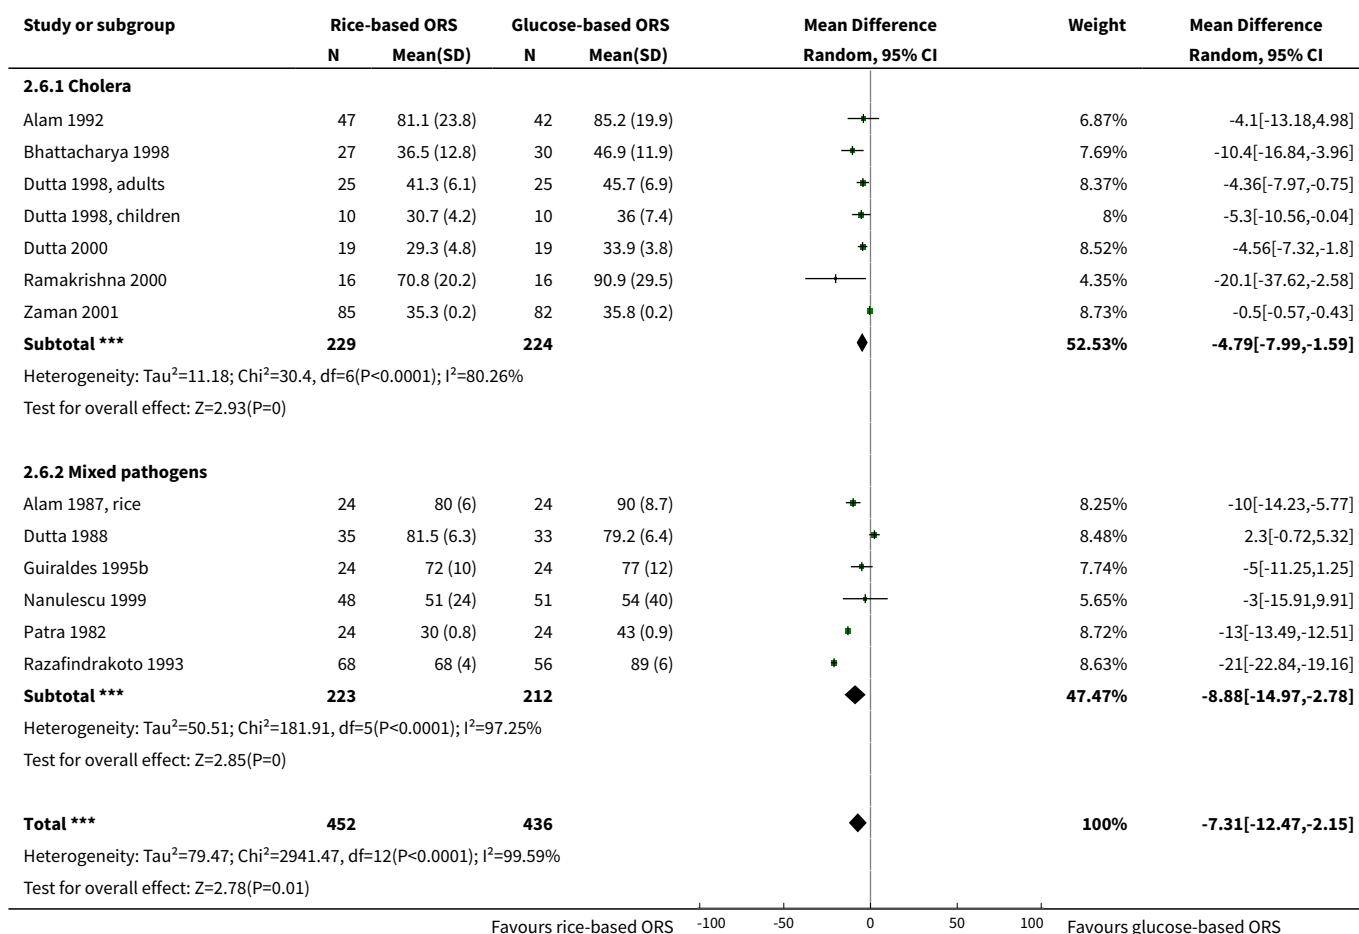 Study or subgroup Rice-based ORS Glucose-based ORS Mean Difference Weight Mean Difference
N Mean(SD) N Mean(SD) Random, 95% CI Random, 95% CI
2.6.1 Cholera
Alam 1992 47 81.1 (23.8) 42 85.2 (19.9) 6.87% -4.1[-13.18,4.98]
Bhattacharya 1998 27 36.5 (12.8) 30 46.9 (11.9) 7.69% -10.4[-16.84,-3.96]
Dutta 1998, adults 25 41.3 (6.1) 25 45.7 (6.9) 8.37% -4.36[-7.97,-0.75]
Dutta 1998, children 10 30.7 (4.2) 10 36 (7.4) 8% -5.3[-10.56,-0.04]
Dutta 2000 19 29.3 (4.8) 19 33.9 (3.8) 8.52% -4.56[-7.32,-1.8]
Ramakrishna 2000 16 70.8 (20.2) 16 90.9 (29.5) 4.35% -20.1[-37.62,-2.58]
Zaman 2001 85 35.3 (0.2) 82 35.8 (0.2) 8.73% -0.5[-0.57,-0.43]
Subtotal *** 229 224 52.53% -4.79[-7.99,-1.59]
Heterogeneity: Tau²=11.18; Chi²=30.4, df=6(P<0.0001); I²=80.26%
Test for overall effect: Z=2.93(P=0)
2.6.2 Mixed pathogens
Alam 1987, rice 24 80 (6) 24 90 (8.7) 8.25% -10[-14.23,-5.77]
Dutta 1988 35 81.5 (6.3) 33 79.2 (6.4) 8.48% 2.3[-0.72,5.32]
Guiraldes 1995b 24 72 (10) 24 77 (12) 7.74% -5[-11.25,1.25]
Nanulescu 1999 48 51 (24) 51 54 (40) 5.65% -3[-15.91,9.91]
Patra 1982 24 30 (0.8) 24 43 (0.9) 8.72% -13[-13.49,-12.51]
Razafindrakoto 1993 68 68 (4) 56 89 (6) 8.63% -21[-22.84,-19.16]
Subtotal *** 223 212 47.47% -8.88[-14.97,-2.78]
Heterogeneity: Tau²=50.51; Chi²=181.91, df=5(P<0.0001); I²=97.25%
Test for overall effect: Z=2.85(P=0)
Total *** 452 436 100% -7.31[-12.47,-2.15]
Heterogeneity: Tau²=79.47; Chi²=2941.47, df=12(P<0.0001); I²=99.59%
Test for overall effect: Z=2.78(P=0.01)
Favours rice-based ORS -100 -50 0 50 100 Favours glucose-based ORS